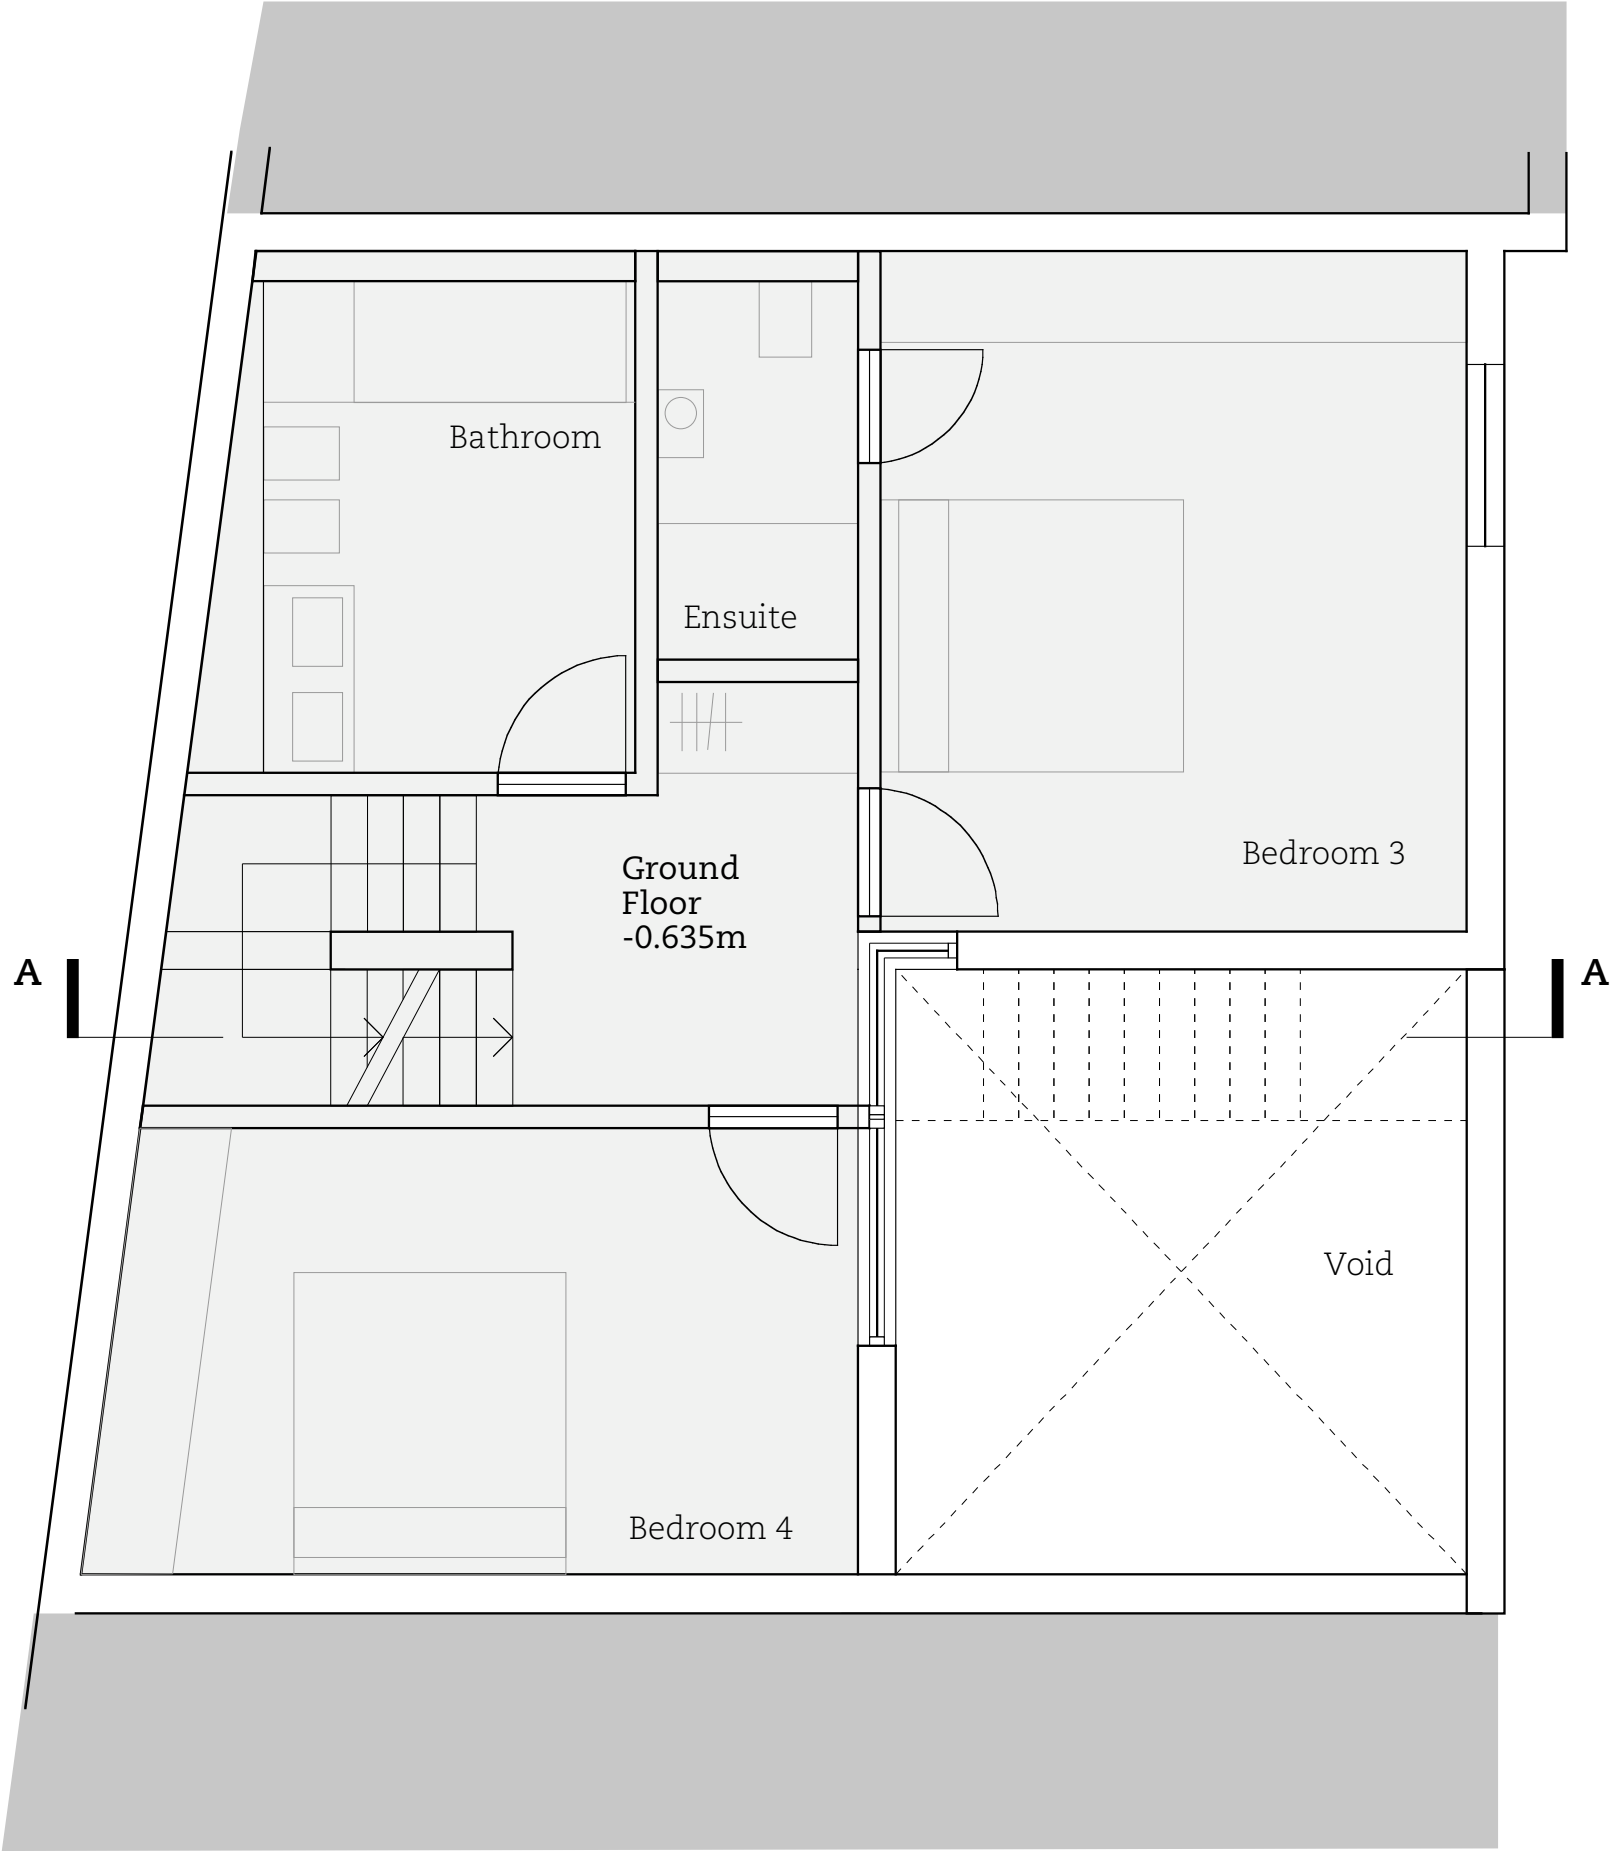 Bathroom
Ensuite
Bedroom 3
Ground
Floor
-0.635m
A
A
Void
Bedroom 4